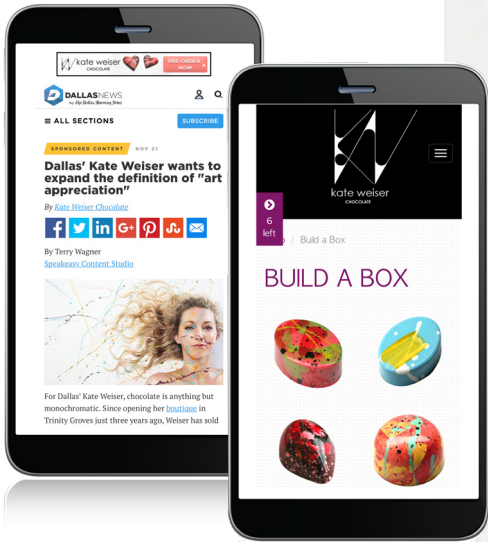 kate weiser
CHOCOLATE
PRE-ORDER
NOW
DALLASNEWS
by The Dallas Morning News
ALL SECTIONS
SUBSCRIBE
SPONSORED CONTENT NOV 21
Dallas' Kate Weiser wants to
expand the definition of "art
appreciation"
By Kate Weiser Chocolate
By Terry Wagner
Speakeasy Content Studio
For Dallas' Kate Weiser, chocolate is anything but
monochromatic. Since opening her boutique in
Trinity Groves just three years ago, Weiser has sold
kate weiser
CHOCOLATE
6
left
/ Build a Box
BUILD A BOX